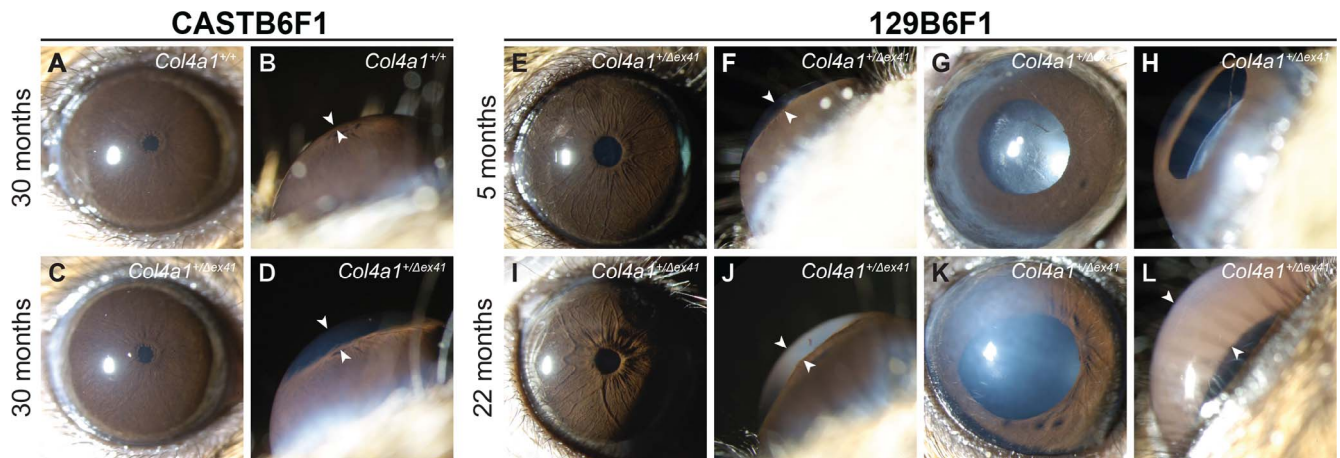 CASTB6F1
129B6F1
30 months
A
Col4a1+/+
B
Col4a1+/+
5 months
E
Col4a1+/Δex41
F
Col4a1+/Δex41
G
Col4a1+/Δex41
H
Col4a1+/Δex41
30 months
C
Col4a1+/Δex41
D
Col4a1+/Δex41
22 months
I
Col4a1+/Δex41
J
Col4a1+/Δex41
K
Col4a1+/Δex41
L
Col4a1+/Δex41